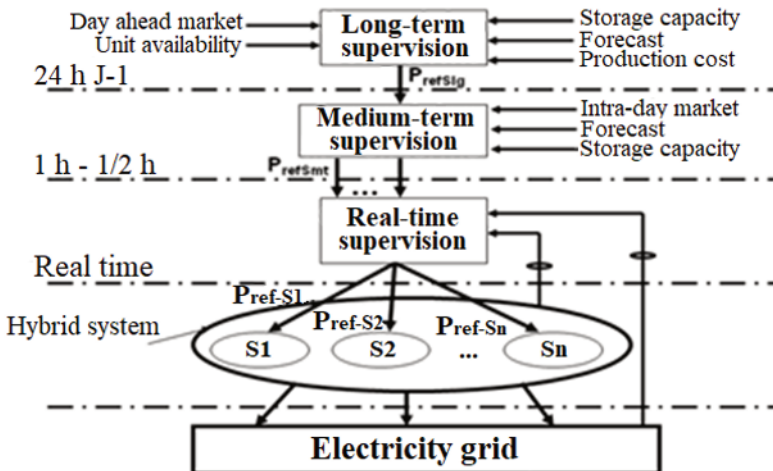 Day ahead market
Unit availability
Long-term
supervision
Storage capacity
Forecast
Production cost
24 h J-1
PrefSlg
Medium-term
supervision
Intra-day market
Forecast
Storage capacity
1 h - 1/2 h
PrefSmt
...
Real-time
supervision
Real time
Pref-S1..
Hybrid system
Pref-S2
Pref-Sn
S1
S2
...
Sn
Electricity grid